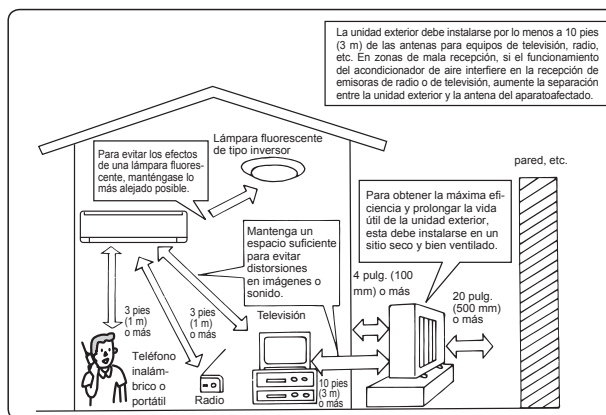 La unidad exterior debe instalarse por lo menos a 10 pies
(3 m) de las antenas para equipos de televisión, radio,
etc. En zonas de mala recepción, si el funcionamiento
del acondicionador de aire interfiere en la recepción de
emisoras de radio o de televisión, aumente la separación
entre la unidad exterior y la antena del aparatoafectado.
Lámpara fluorescente
de tipo inversor
Para evitar los efectos
de una lámpara fluores-
cente, manténgase lo
más alejado posible.
pared, etc.
Para obtener la máxima efi-
ciencia y prolongar la vida
útil de la unidad exterior,
esta debe instalarse en un
sitio seco y bien ventilado.
Mantenga un
espacio suficiente
para evitar
distorsiones
en imágenes o
sonido.
4 pulg. (100
mm) o más
20 pulg.
(500 mm)
o más
3 pies
(1 m)
o más
3 pies
(1 m)
o más
Televisión
Teléfono
inalám-
brico o
portátil
Radio
10 pies
(3 m) o
más